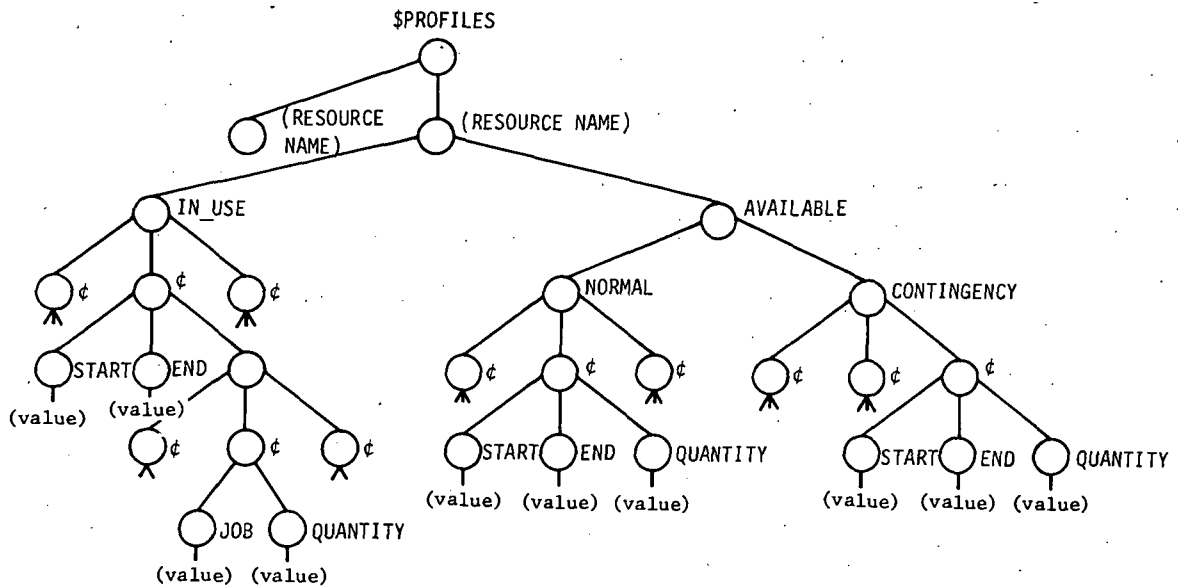 $PROFILES
(RESOURCE
NAME)
(RESOURCE NAME)
IN_USE
AVAILABLE
¢ ¢ ¢
NORMAL
CONTINGENCY
START END
¢ ¢ ¢
¢ ¢ ¢
(value) (value)
¢ ¢
START END QUANTITY
START END QUANTITY
(value) (value) (value)
(value) (value) (value)
JOB QUANTITY
(value) (value)